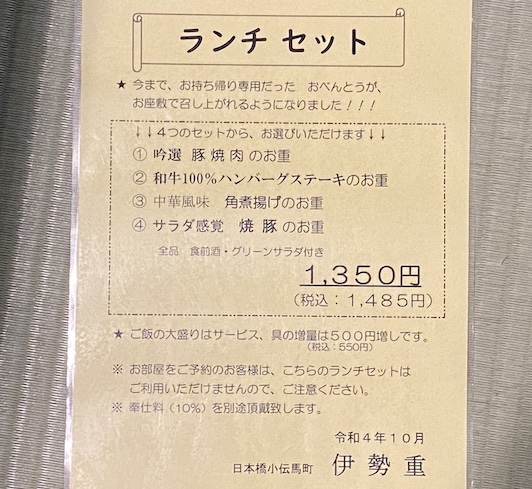 ランチ セット
★ 今まで、お持ち帰り専用だった おべんとうが、
お座敷で召し上がれるようになりました！！！
↓↓４つのセットから、お選びいただけます↓↓
① 吟選 豚焼肉のお重
② 和牛100%ハンバーグステーキのお重
③ 中華風味 角煮揚げのお重
④ サラダ感覚 焼豚のお重
全品 食前酒・グリーンサラダ付き
1,350円
（税込：1,485円）
★ ご飯の大盛りはサービス、具の増量は５００円増しです。
（税込：550円）
※ お部屋をご予約のお客様は、こちらのランチセットは
ご利用いただけませんので、ご注意ください。
※ 奉仕料（10%）を別途頂戴致します。
令和４年１０月
日本橋小伝馬町 伊勢重